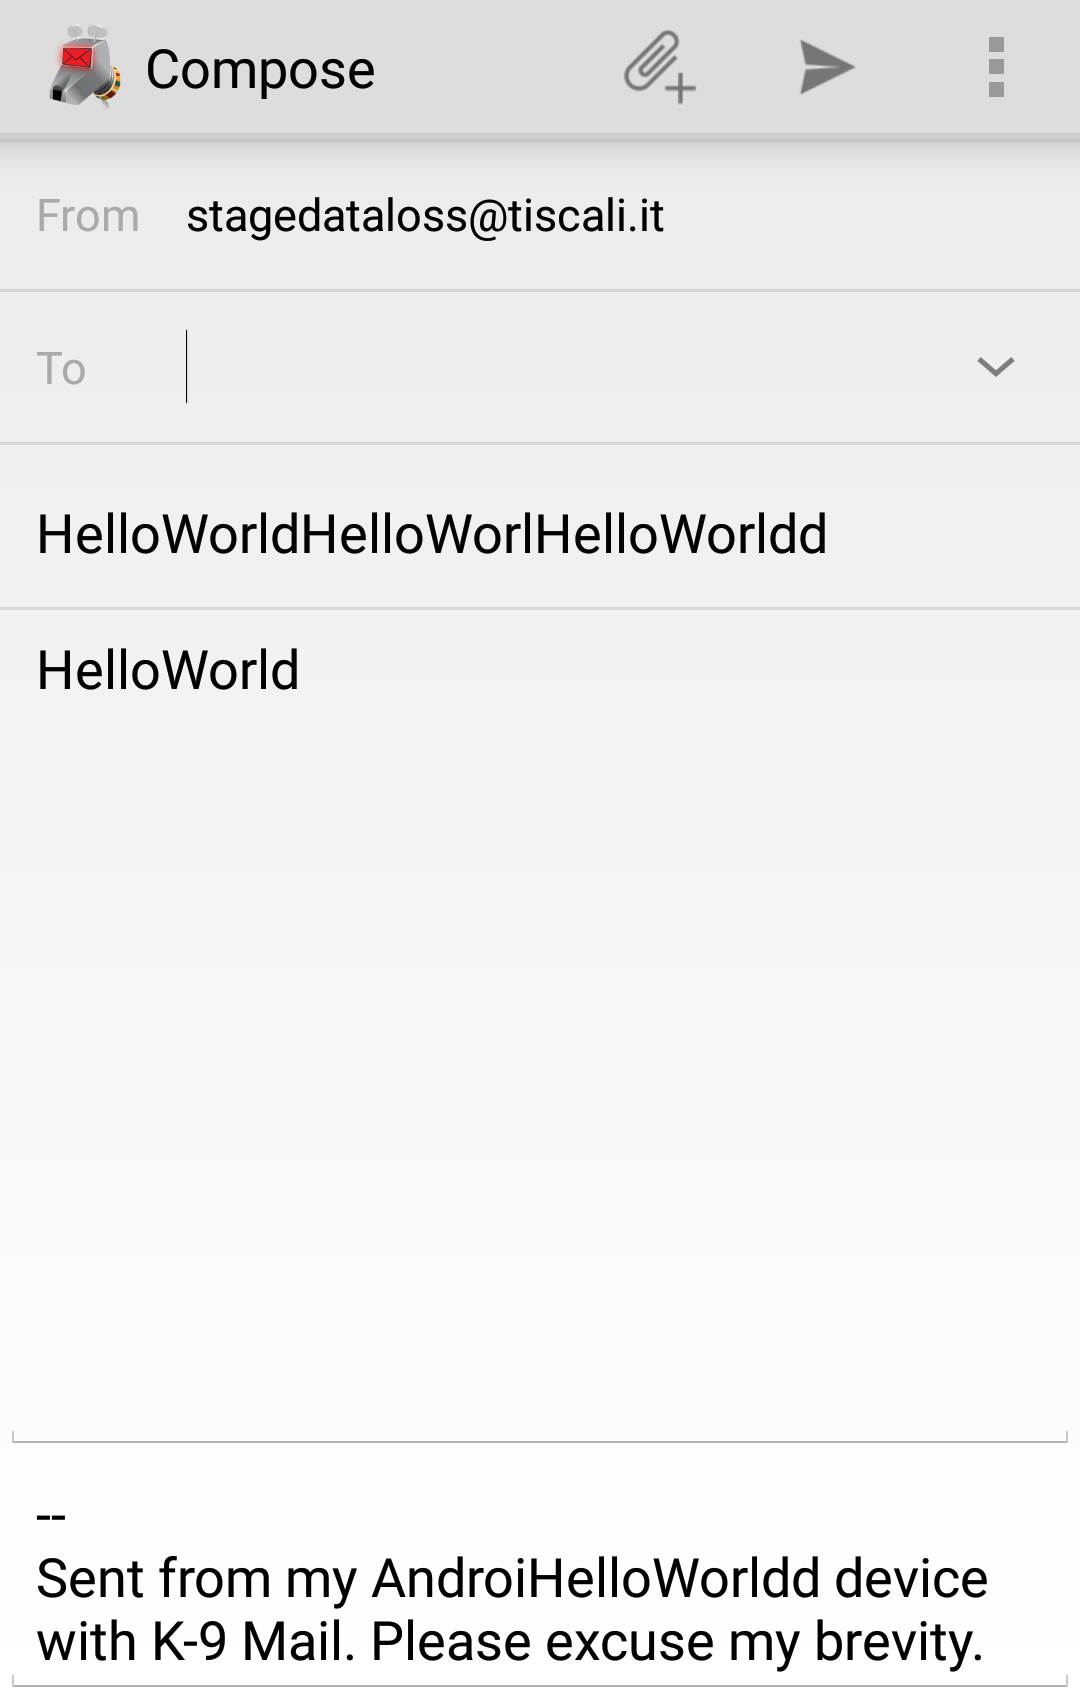 Compose
From stagedataloss@tiscali.it
To
HelloWorldHelloWorlHelloWorldd
HelloWorld
--
Sent from my AndroiHelloWorldd device
with K-9 Mail. Please excuse my brevity.